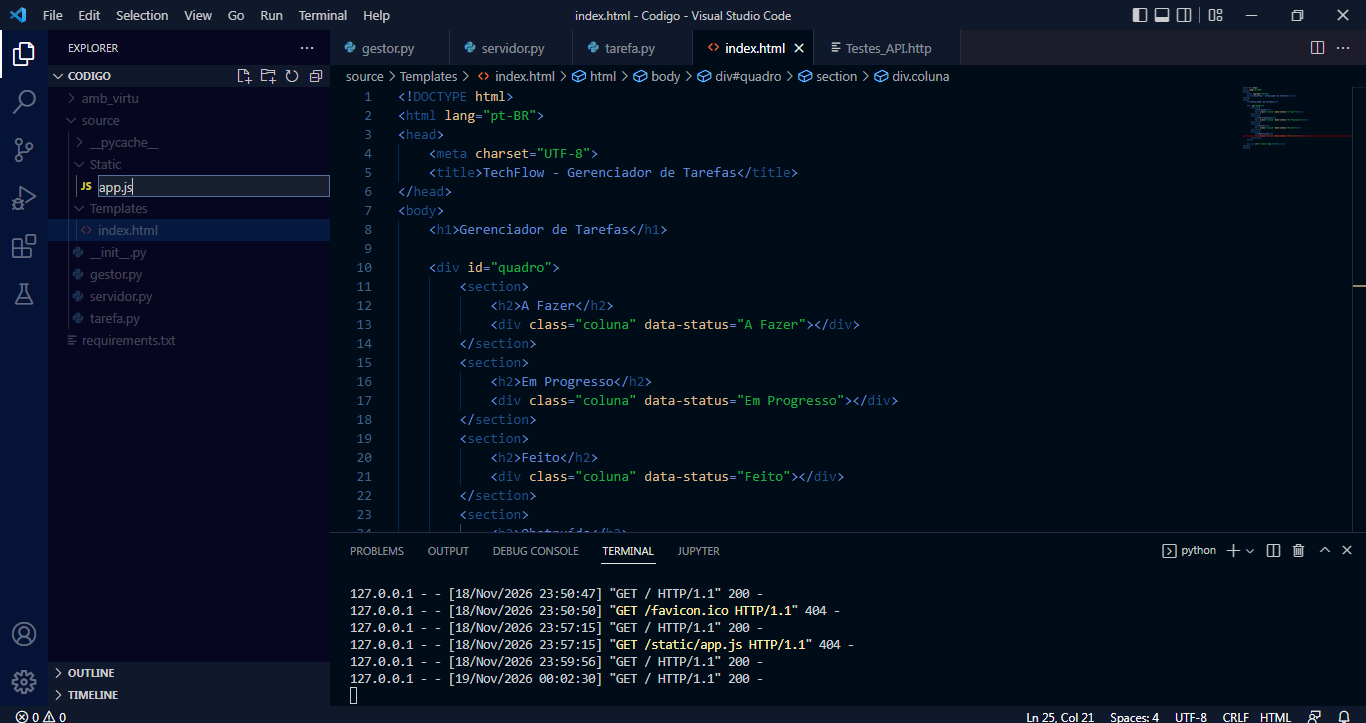 File Edit Selection View Go Run Terminal Help index.html - Codigo - Visual Studio Code
EXPLORER
CODIGO
amb_virtu
source
__pycache__
Static
JS app.js
Templates
index.html
__init__.py
gestor.py
servidor.py
tarefa.py
requirements.txt
OUTLINE
TIMELINE
gestor.py servidor.py tarefa.py index.html Testes_API.http
source > Templates > index.html > html > body > div#quadro > section > div.coluna
1 <!DOCTYPE html>
2 <html lang="pt-BR">
3 <head>
4 <meta charset="UTF-8">
5 <title>TechFlow - Gerenciador de Tarefas</title>
6 </head>
7 <body>
8 <h1>Gerenciador de Tarefas</h1>
9
10 <div id="quadro">
11 <section>
12 <h2>A Fazer</h2>
13 <div class="coluna" data-status="A Fazer"></div>
14 </section>
15 <section>
16 <h2>Em Progresso</h2>
17 <div class="coluna" data-status="Em Progresso"></div>
18 </section>
19 <section>
20 <h2>Feito</h2>
21 <div class="coluna" data-status="Feito"></div>
22 </section>
23 <section>
PROBLEMS OUTPUT DEBUG CONSOLE TERMINAL JUPYTER
python
127.0.0.1 - - [18/Nov/2026 23:50:47] "GET / HTTP/1.1" 200 -
127.0.0.1 - - [18/Nov/2026 23:50:50] "GET /favicon.ico HTTP/1.1" 404 -
127.0.0.1 - - [18/Nov/2026 23:57:15] "GET / HTTP/1.1" 200 -
127.0.0.1 - - [18/Nov/2026 23:57:15] "GET /static/app.js HTTP/1.1" 404 -
127.0.0.1 - - [18/Nov/2026 23:59:56] "GET / HTTP/1.1" 200 -
127.0.0.1 - - [19/Nov/2026 00:02:30] "GET / HTTP/1.1" 200 -
0 0 Ln 25, Col 21 Spaces: 4 UTF-8 CRLF HTML